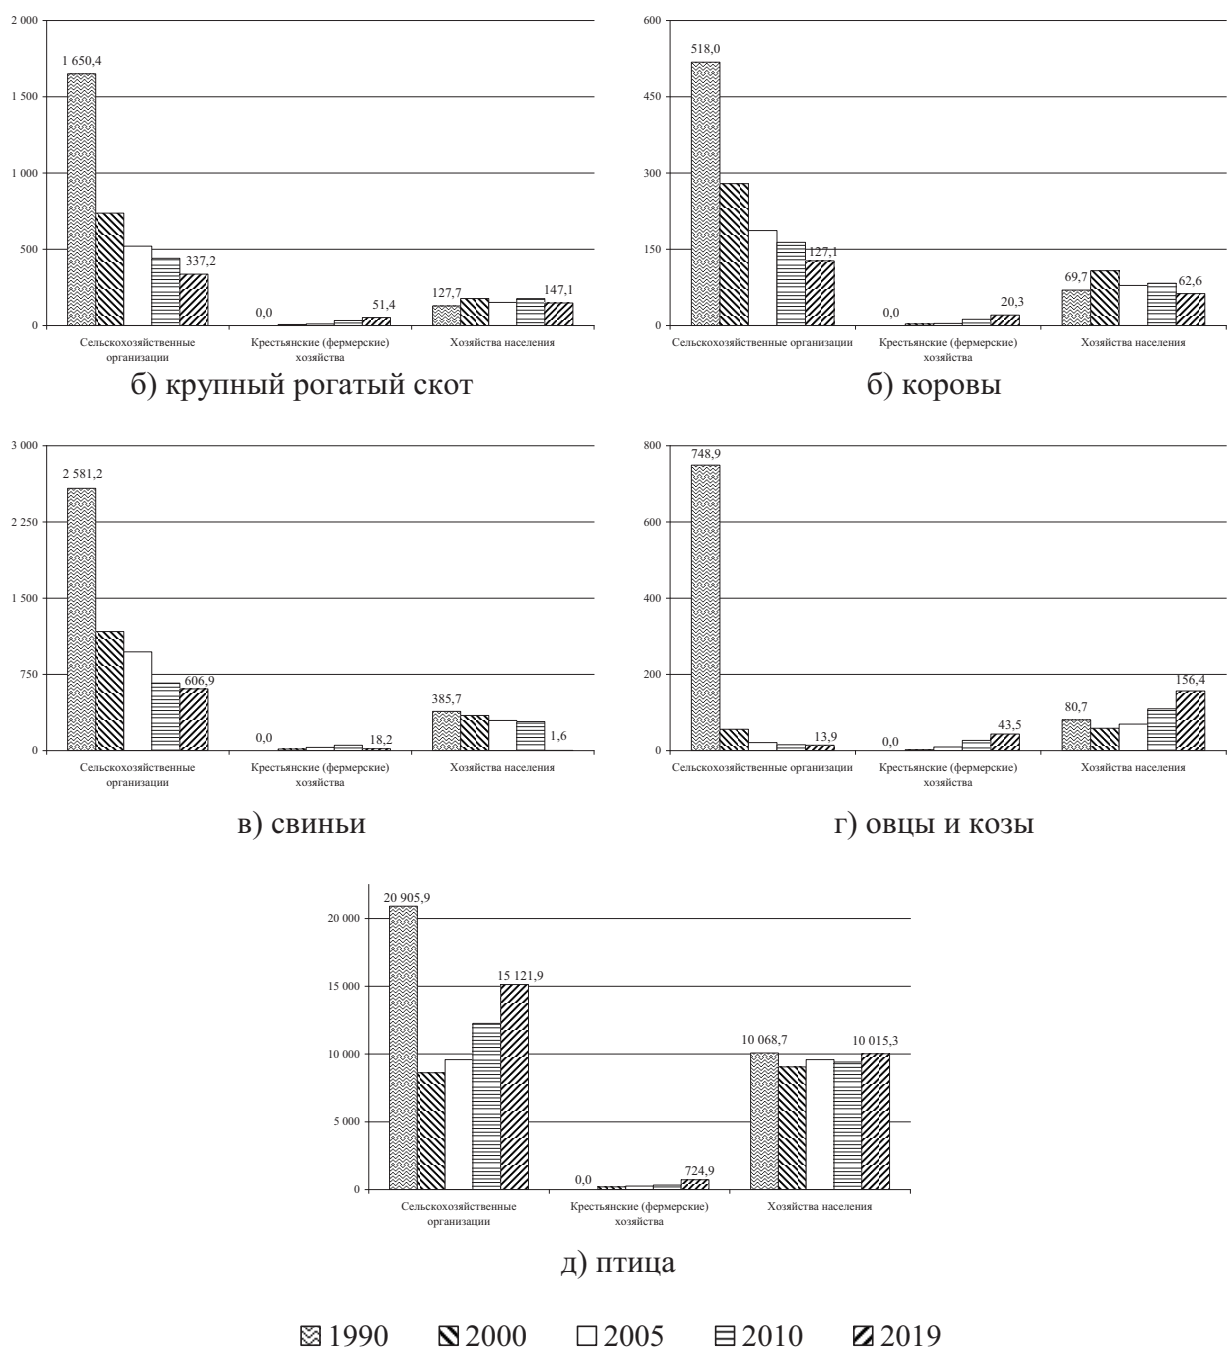 2 000
1 500
1 000
500
0
1 650,4
337,2
0,0
51,4
127,7
147,1
Сельскохозяйственные
организации
Крестьянские (фермерские)
хозяйства
Хозяйства населения
б) крупный рогатый скот
600
450
300
150
0
518,0
127,1
0,0
20,3
69,7
62,6
Сельскохозяйственные организации
Крестьянские (фермерские)
хозяйства
Хозяйства населения
б) коровы
3 000
2 250
1 500
750
0
2 581,2
606,9
0,0
18,2
385,7
1,6
Сельскохозяйственные
организации
Крестьянские (фермерские)
хозяйства
Хозяйства населения
в) свиньи
800
600
400
200
0
748,9
13,9
0,0
43,5
80,7
156,4
Сельскохозяйственные организации
Крестьянские (фермерские)
хозяйства
Хозяйства населения
г) овцы и козы
20 000
15 000
10 000
5 000
0
20 905,9
15 121,9
0,0
724,9
10 068,7
10 015,3
Сельскохозяйственные
организации
Крестьянские (фермерские)
хозяйства
Хозяйства населения
д) птица
1990 2000 2005 2010 2019